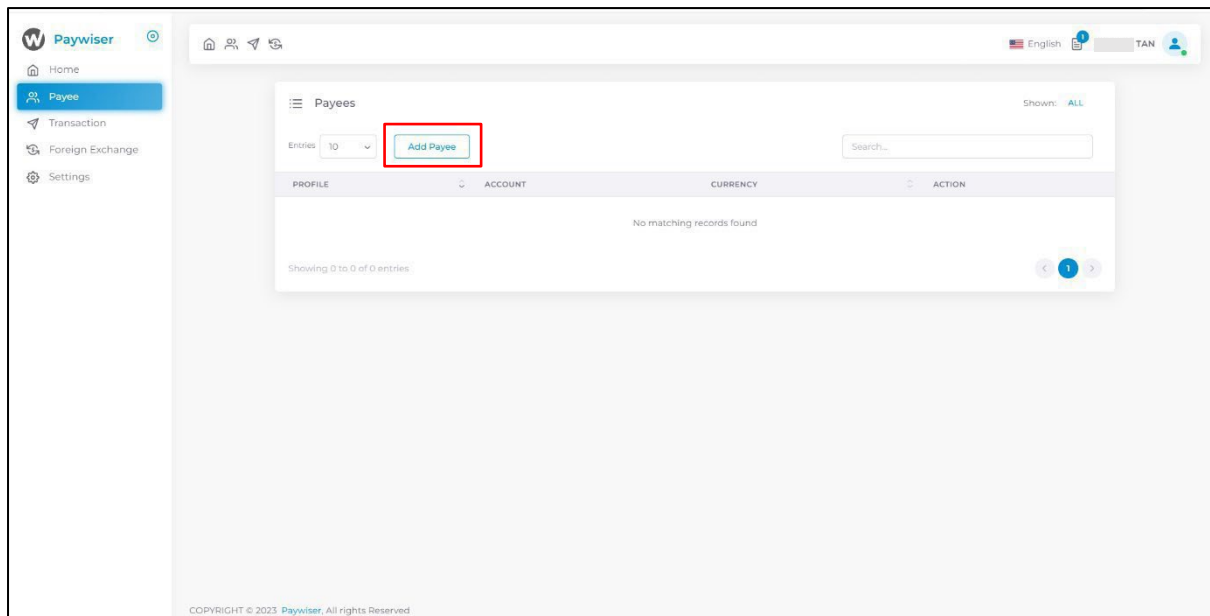 Paywiser
Home
Payee
Transaction
Foreign Exchange
Settings
English 1 TAN
Payees Shown: ALL
Entries 10 Add Payee Search...
PROFILE ACCOUNT CURRENCY ACTION
No matching records found
Showing 0 to 0 of 0 entries < 1 >
COPYRIGHT © 2023 Paywiser, All rights Reserved